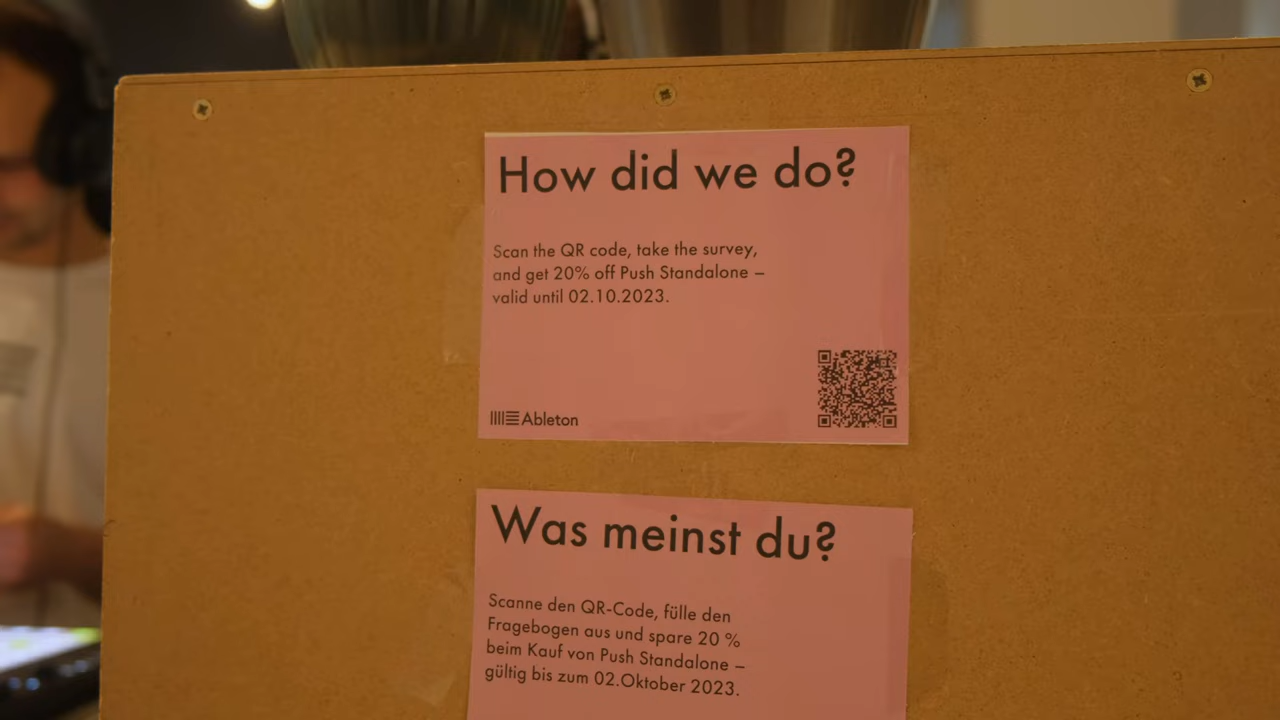 How did we do?
Scan the QR code, take the survey,
and get 20% off Push Standalone –
valid until 02.10.2023.
Ableton
Was meinst du?
Scanne den QR-Code, fülle den
Fragebogen aus und spare 20 %
beim Kauf von Push Standalone –
gültig bis zum 02.Oktober 2023.